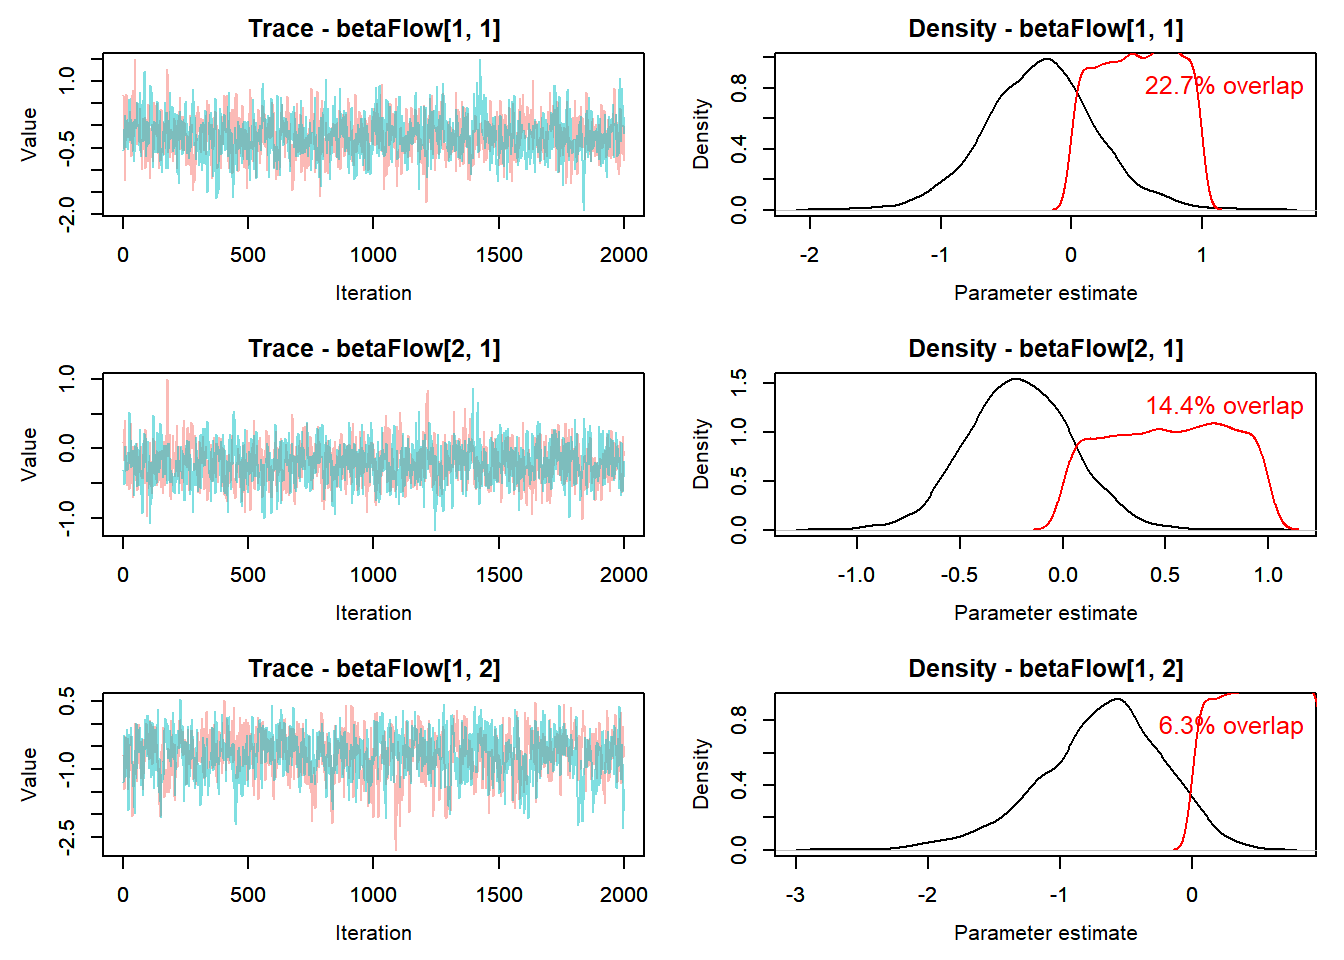 Trace - betaFlow[1, 1]
Value
-2.0 -0.5 1.0
0 500 1000 1500 2000
Iteration
Density - betaFlow[1, 1]
Density
0.0 0.4 0.8
22.7% overlap
-2 -1 0 1
Parameter estimate
Trace - betaFlow[2, 1]
Value
-1.0 0.0 1.0
0 500 1000 1500 2000
Iteration
Density - betaFlow[2, 1]
Density
0.0 0.5 1.0 1.5
14.4% overlap
-1.0 -0.5 0.0 0.5 1.0
Parameter estimate
Trace - betaFlow[1, 2]
Value
-2.5 -1.0 0.5
0 500 1000 1500 2000
Iteration
Density - betaFlow[1, 2]
Density
0.0 0.4 0.8
6.3% overlap
-3 -2 -1 0
Parameter estimate